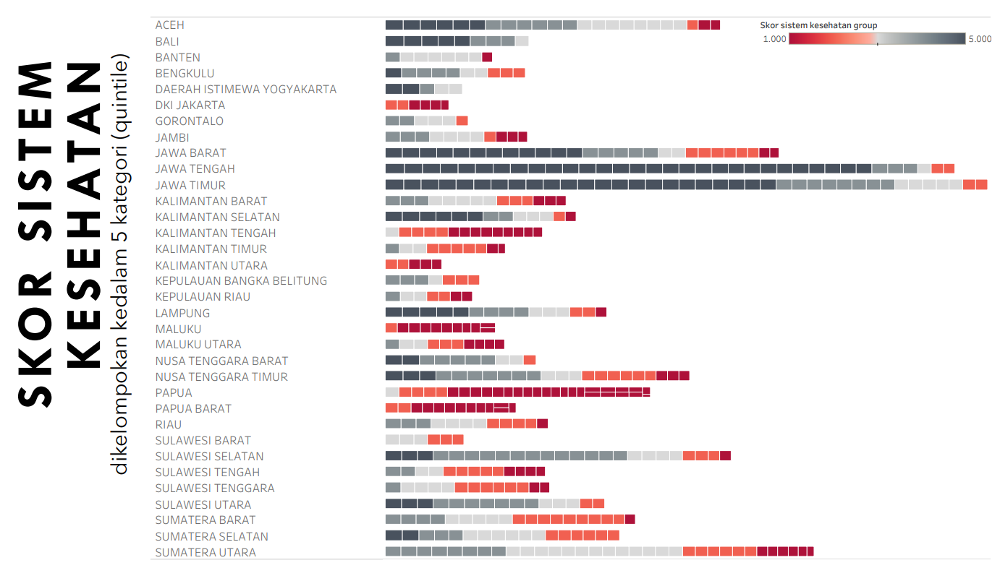 SKOR SISTEM
KESEHATAN
dikelompokan kedalam 5 kategori (quintile)
Skor sistem kesehatan group
1.000 5.000
ACEH
BALI
BANTEN
BENGKULU
DAERAH ISTIMEWA YOGYAKARTA
DKI JAKARTA
GORONTALO
JAMBI
JAWA BARAT
JAWA TENGAH
JAWA TIMUR
KALIMANTAN BARAT
KALIMANTAN SELATAN
KALIMANTAN TENGAH
KALIMANTAN TIMUR
KALIMANTAN UTARA
KEPULAUAN BANGKA BELITUNG
KEPULAUAN RIAU
LAMPUNG
MALUKU
MALUKU UTARA
NUSA TENGGARA BARAT
NUSA TENGGARA TIMUR
PAPUA
PAPUA BARAT
RIAU
SULAWESI BARAT
SULAWESI SELATAN
SULAWESI TENGAH
SULAWESI TENGGARA
SULAWESI UTARA
SUMATERA BARAT
SUMATERA SELATAN
SUMATERA UTARA